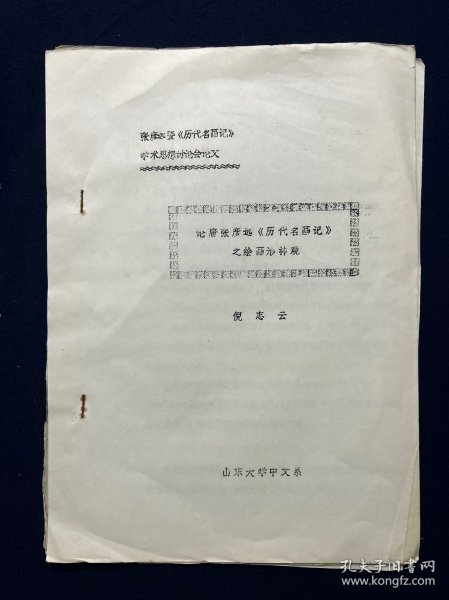 张彦远暨《历代名画记》
学术思想讨论会论文
论唐张彦远《历代名画记》
之绘画形神观
倪志云
山东大学中文系
孔夫子旧书网
www.kongfz.com